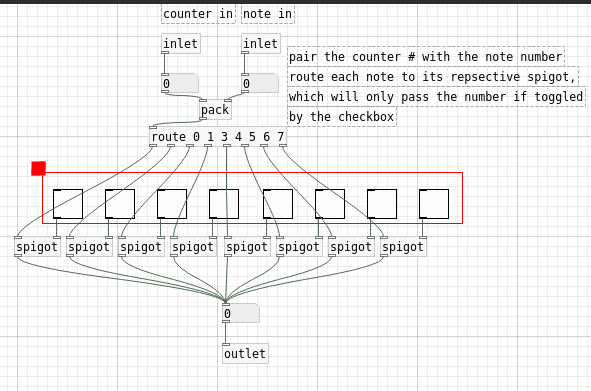 counter in note in
inlet inlet
pair the counter # with the note number
0 0
route each note to its repsective spigot,
which will only pass the number if toggled
pack
by the checkbox
route 0 1 3 4 5 6 7
spigot spigot spigot spigot spigot spigot spigot spigot
0
outlet